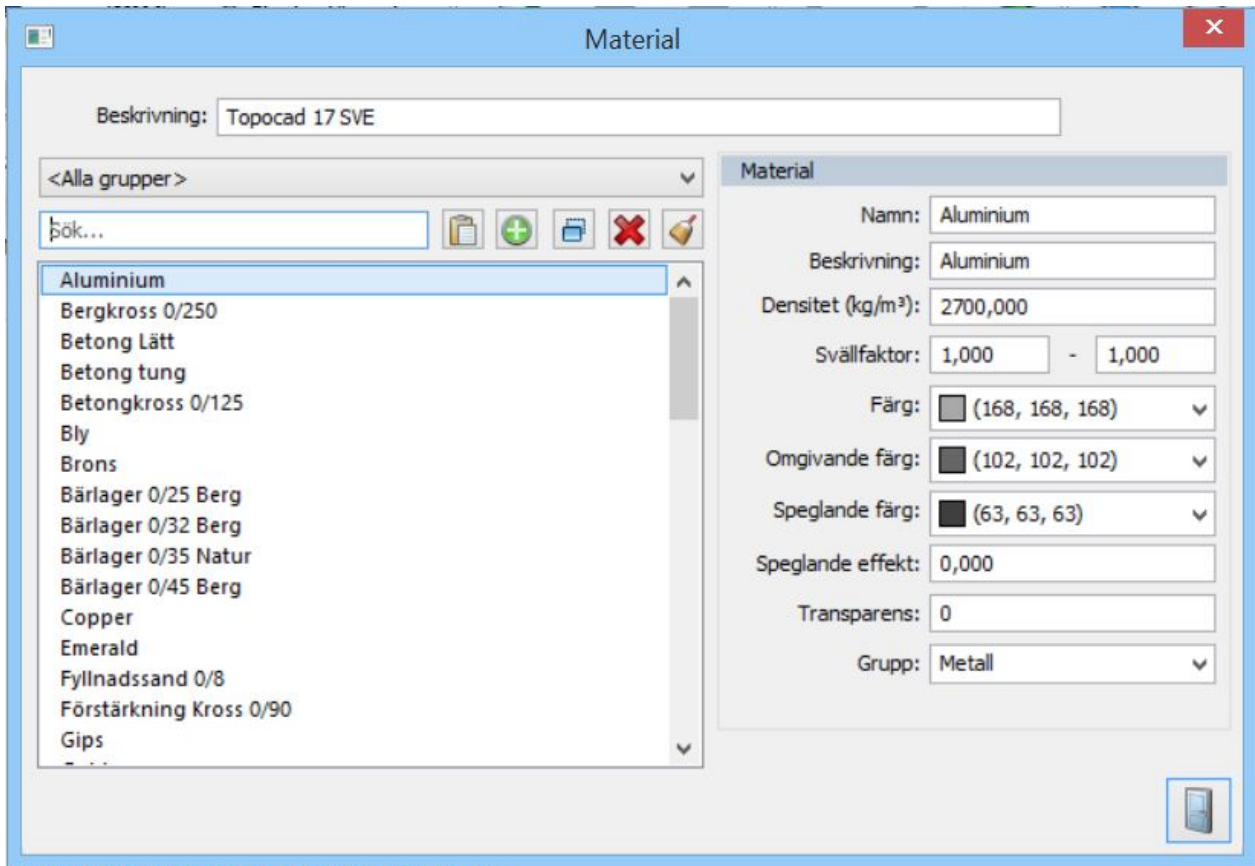 Material
Beskrivning: Topocad 17 SVE
<Alla grupper>
Sök...
Aluminium
Bergkross 0/250
Betong Lätt
Betong tung
Betongkross 0/125
Bly
Brons
Bärlager 0/25 Berg
Bärlager 0/32 Berg
Bärlager 0/35 Natur
Bärlager 0/45 Berg
Copper
Emerald
Fyllnadssand 0/8
Förstärkning Kross 0/90
Gips
Material
Namn: Aluminium
Beskrivning: Aluminium
Densitet (kg/m³): 2700,000
Svällfaktor: 1,000 - 1,000
Färg: (168, 168, 168)
Omgivande färg: (102, 102, 102)
Speglande färg: (63, 63, 63)
Speglande effekt: 0,000
Transparens: 0
Grupp: Metall